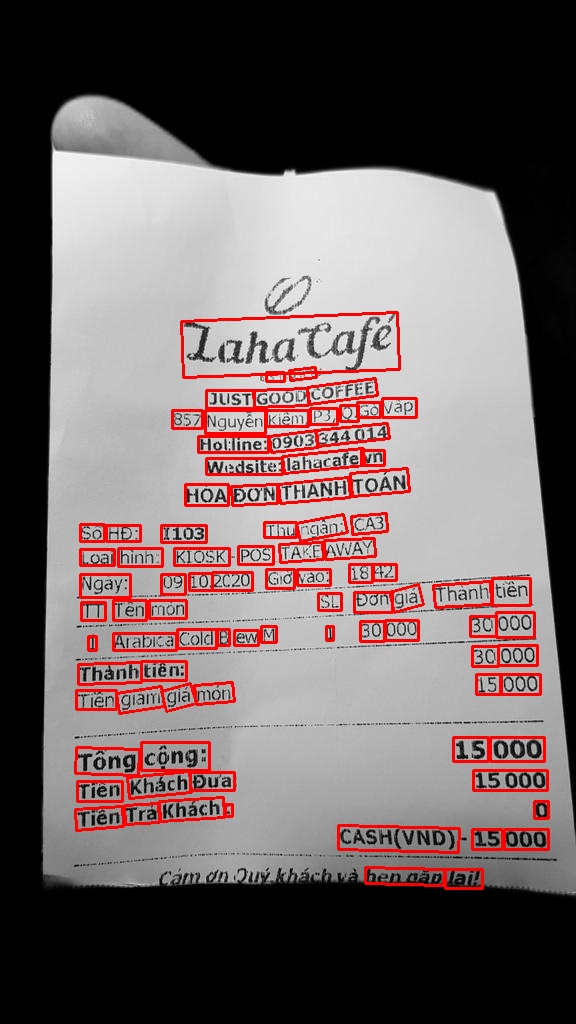 Laha Café
JUST GOOD COFFEE
857 Nguyễn Kiệm, P3, Q. Gò Vấp
Hotline: 0903 344 014
Wedsite: lahacafe.vn
HÓA ĐƠN THANH TOÁN
Số HĐ: I103 Thu ngân: CA3
Loại hình: KIOSK - POS TAKE AWAY
Ngày: 09.10.2020 Giờ vào: 18:42
TT Tên món SL Đơn giá Thành tiền
1 Arabica Cold Brew M 1 30,000 30,000
Thành tiền: 30,000
Tiền giảm giá món 15,000
Tổng cộng: 15,000
Tiền Khách Đưa 15,000
Tiền Trả Khách : 0
CASH(VND) - 15,000
Cảm ơn Quý khách và hẹn gặp lại!